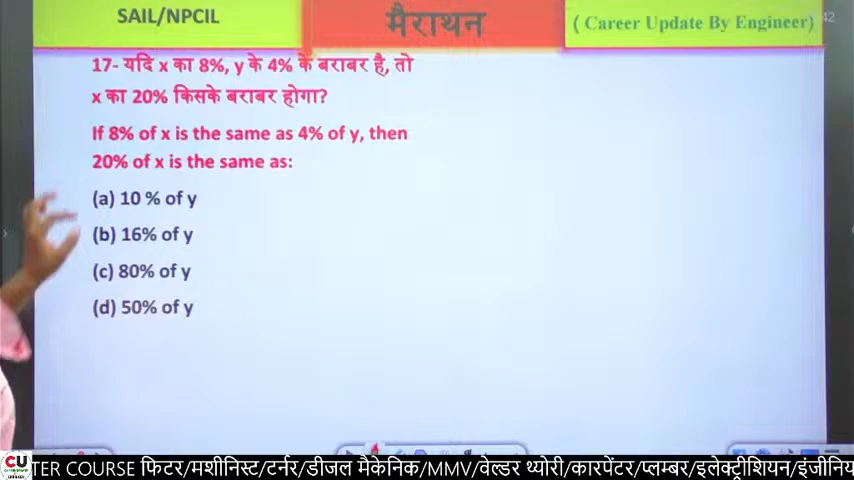 SAIL/NPCIL
मैराथन
( Career Update By Engineer)
42
17- यदि x का 8%, y के 4% के बराबर है, तो
x का 20% किसके बराबर होगा?
If 8% of x is the same as 4% of y, then
20% of x is the same as:
(a) 10 % of y
(b) 16% of y
(c) 80% of y
(d) 50% of y
CU
TER COURSE फिटर/मशीनिस्ट/टर्नर/डीजल मैकेनिक/MMV/वेल्डर थ्योरी/कारपेंटर/प्लम्बर/इलेक्ट्रीशियन/इंजीनिय